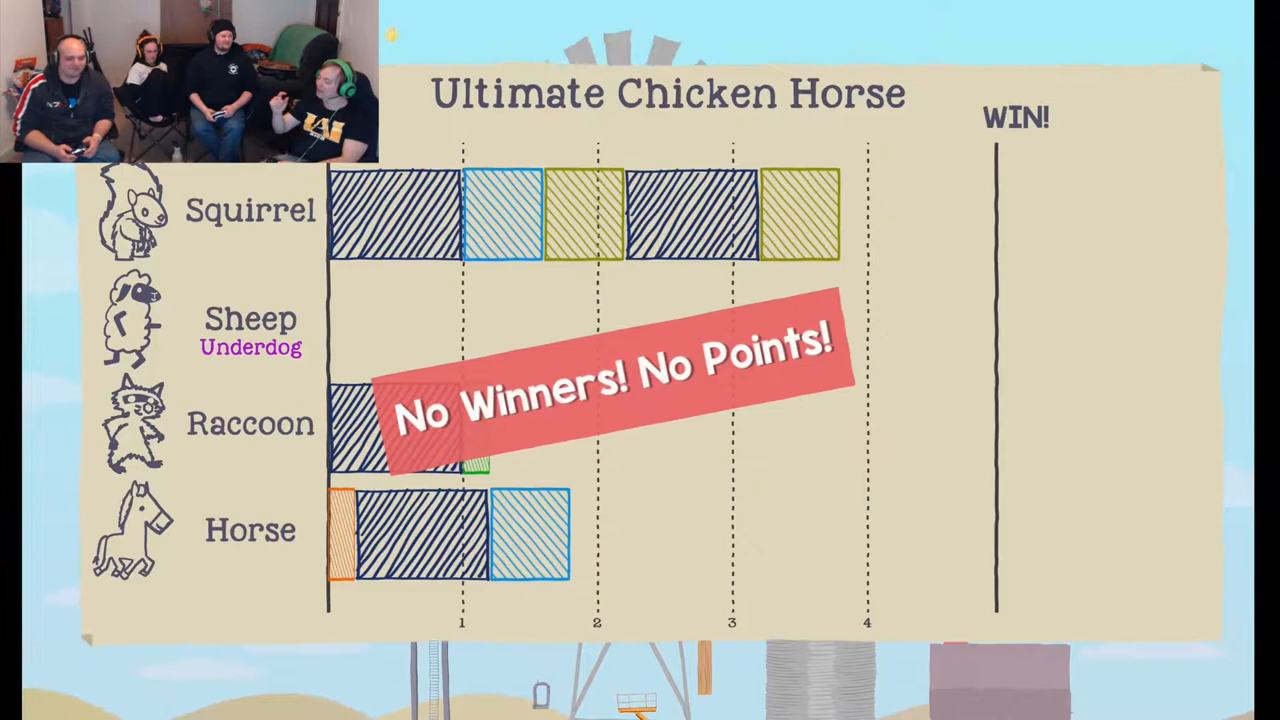 Ultimate Chicken Horse
WIN!
Squirrel
Sheep
Underdog
No Winners! No Points!
Raccoon
Horse
1
2
3
4